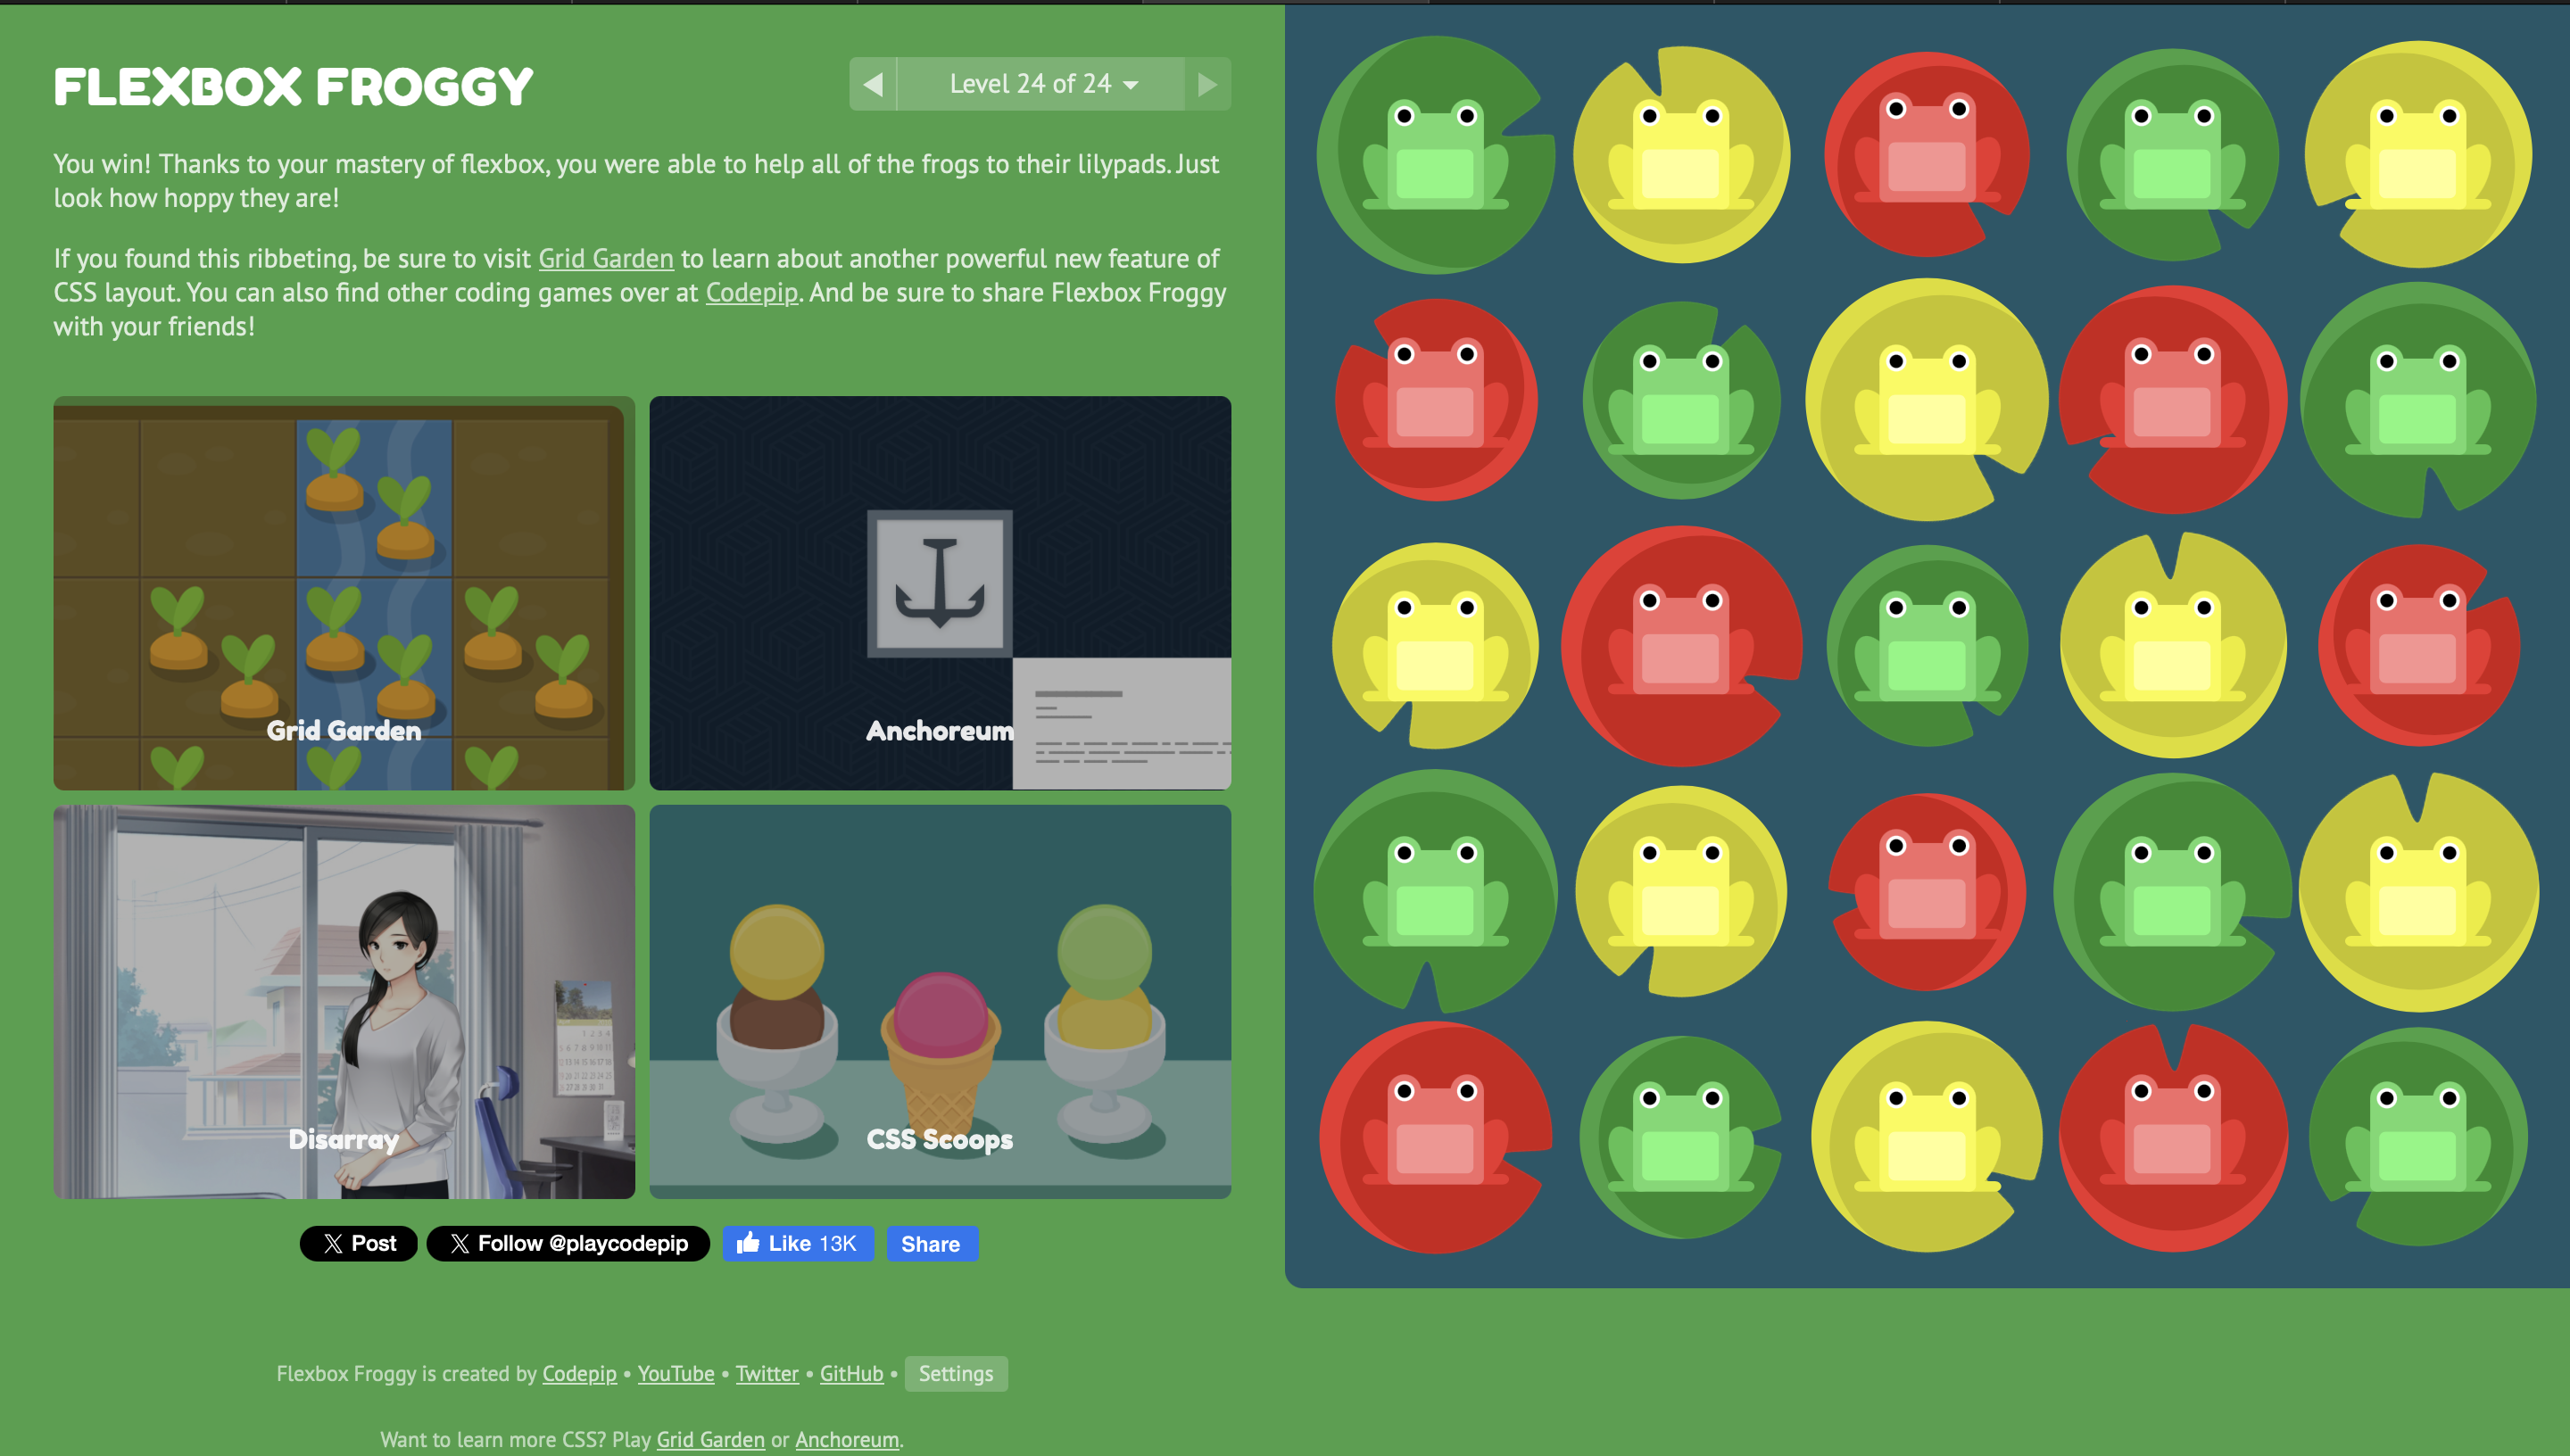 FLEXBOX FROGGY
Level 24 of 24
You win! Thanks to your mastery of flexbox, you were able to help all of the frogs to their lilypads. Just
look how hoppy they are!
If you found this ribbeting, be sure to visit Grid Garden to learn about another powerful new feature of
CSS layout. You can also find other coding games over at Codepip. And be sure to share Flexbox Froggy
with your friends!
Grid Garden
Anchoreum
Disarray
CSS Scoops
Post
Follow @playcodepip
Like 13K
Share
Flexbox Froggy is created by Codepip • YouTube • Twitter • GitHub • Settings
Want to learn more CSS? Play Grid Garden or Anchoreum.